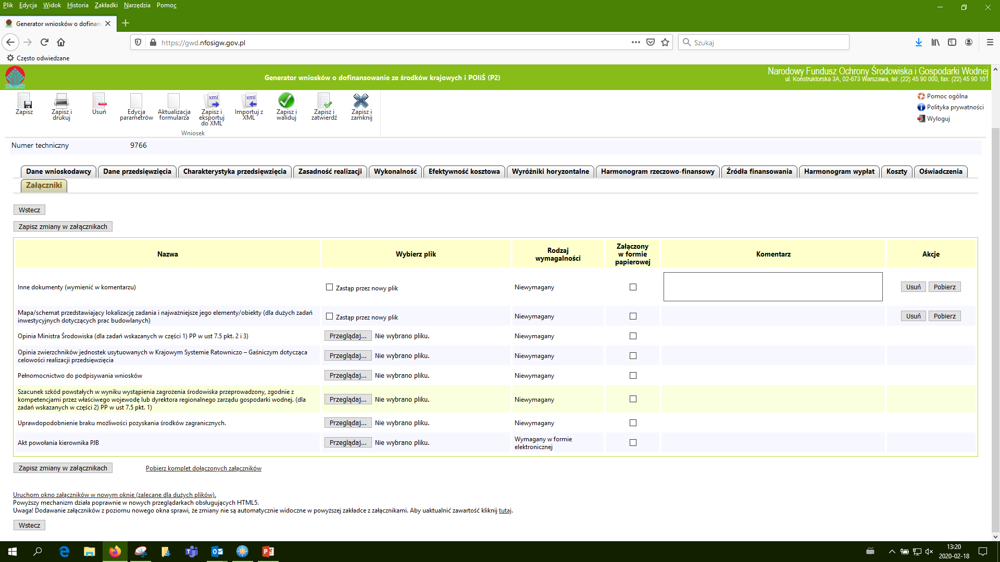 Plik Edycja Widok Historia Zakładki Narzędzia Pomoc
Generator wniosków o dofinan
https://gwd.nfosigw.gov.pl
Szukaj
Często odwiedzane
Generator wniosków o dofinansowanie ze środków krajowych i POIiŚ (P2)
Narodowy Fundusz Ochrony Środowiska i Gospodarki Wodnej
ul. Konstruktorska 3A, 02-673 Warszawa, tel: (22) 45 90 000, fax: (22) 45 90 101
Zapisz
Zapisz i drukuj
Usuń
Edycja parametrów
Aktualizacja formularza
xml
Zapisz i eksportuj do XML
xml
Importuj z XML
Zapisz i waliduj
Zapisz i zatwierdź
Zapisz i zamknij
Wniosek
Pomoc ogólna
Polityka prywatności
Wyloguj
Numer techniczny 9766
Dane wnioskodawcy Dane przedsięwzięcia Charakterystyka przedsięwzięcia Zasadność realizacji Wykonalność Efektywność kosztowa Wyróżniki horyzontalne Harmonogram rzeczowo-finansowy Źródła finansowania Harmonogram wypłat Koszty Oświadczenia
Załączniki
Wstecz
Zapisz zmiany w załącznikach
Nazwa Wybierz plik Rodzaj wymagalności Załączony w formie papierowej Komentarz Akcje
Inne dokumenty (wymienić w komentarzu) Zastąp przez nowy plik Niewymagany Usuń Pobierz
Mapa/schemat przedstawiający lokalizację zadania i najważniejsze jego elementy/obiekty (dla dużych zadań
inwestycyjnych dotyczących prac budowlanych) Zastąp przez nowy plik Niewymagany Usuń Pobierz
Opinia Ministra Środowiska (dla zadań wskazanych w części 1) PP w ust 7.5 pkt. 2 i 3) Przeglądaj... Nie wybrano pliku. Niewymagany
Opinia zwierzchników jednostek usytuowanych w Krajowym Systemie Ratowniczo – Gaśniczym dotycząca
celowości realizacji przedsięwzięcia Przeglądaj... Nie wybrano pliku. Niewymagany
Pełnomocnictwo do podpisywania wniosków Przeglądaj... Nie wybrano pliku. Niewymagany
Szacunek szkód powstałych w wyniku wystąpienia zagrożenia środowiska przeprowadzony, zgodnie z
kompetencjami przez właściwego wojewodę lub dyrektora regionalnego zarządu gospodarki wodnej. (dla
zadań wskazanych w części 2) PP w ust 7.5 pkt. 1) Przeglądaj... Nie wybrano pliku. Niewymagany
Uprawdopodobnienie braku możliwości pozyskania środków zagranicznych. Przeglądaj... Nie wybrano pliku. Niewymagany
Akt powołania kierownika PJB Przeglądaj... Nie wybrano pliku. Wymagany w formie elektronicznej
Zapisz zmiany w załącznikach Pobierz komplet dołączonych załączników
Uruchom okno załączników w nowym oknie (zalecane dla dużych plików).
Powyższy mechanizm działa poprawnie w nowych przeglądarkach obsługujących HTML5.
Uwaga! Dodawanie załączników z poziomu nowego okna sprawi, że zmiany nie są automatycznie widoczne w powyższej zakładce z załącznikami. Aby uaktualnić zawartość kliknij tutaj.
Wstecz
13:20
2020-02-18